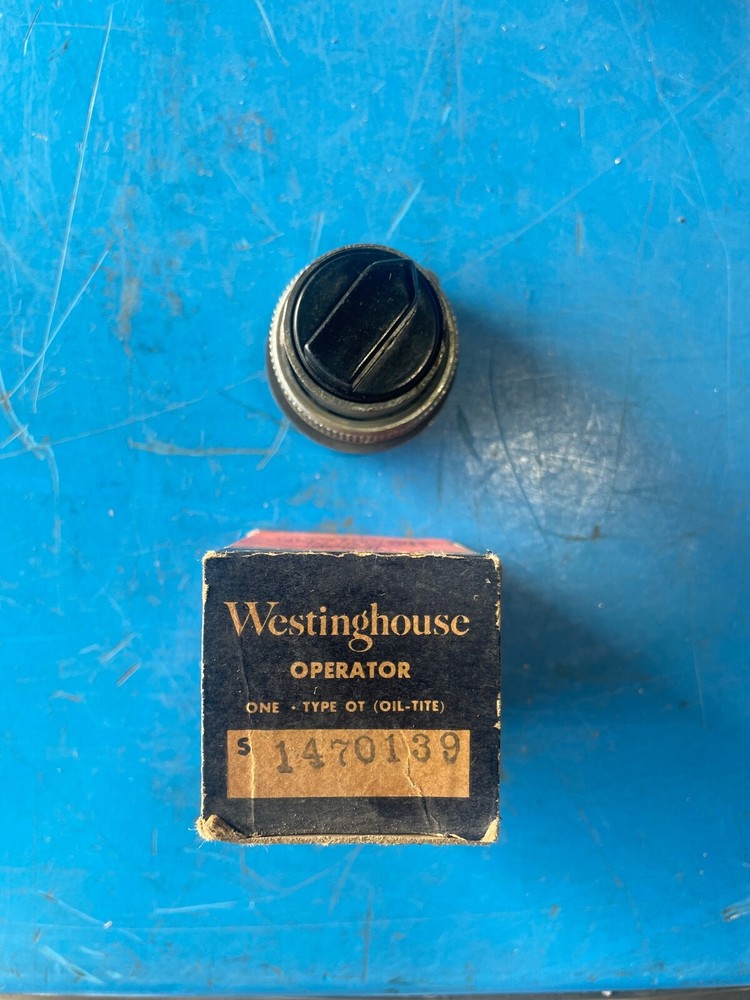 Westinghouse
OPERATOR
ONE · TYPE OT (OIL-TITE)
S 1470139